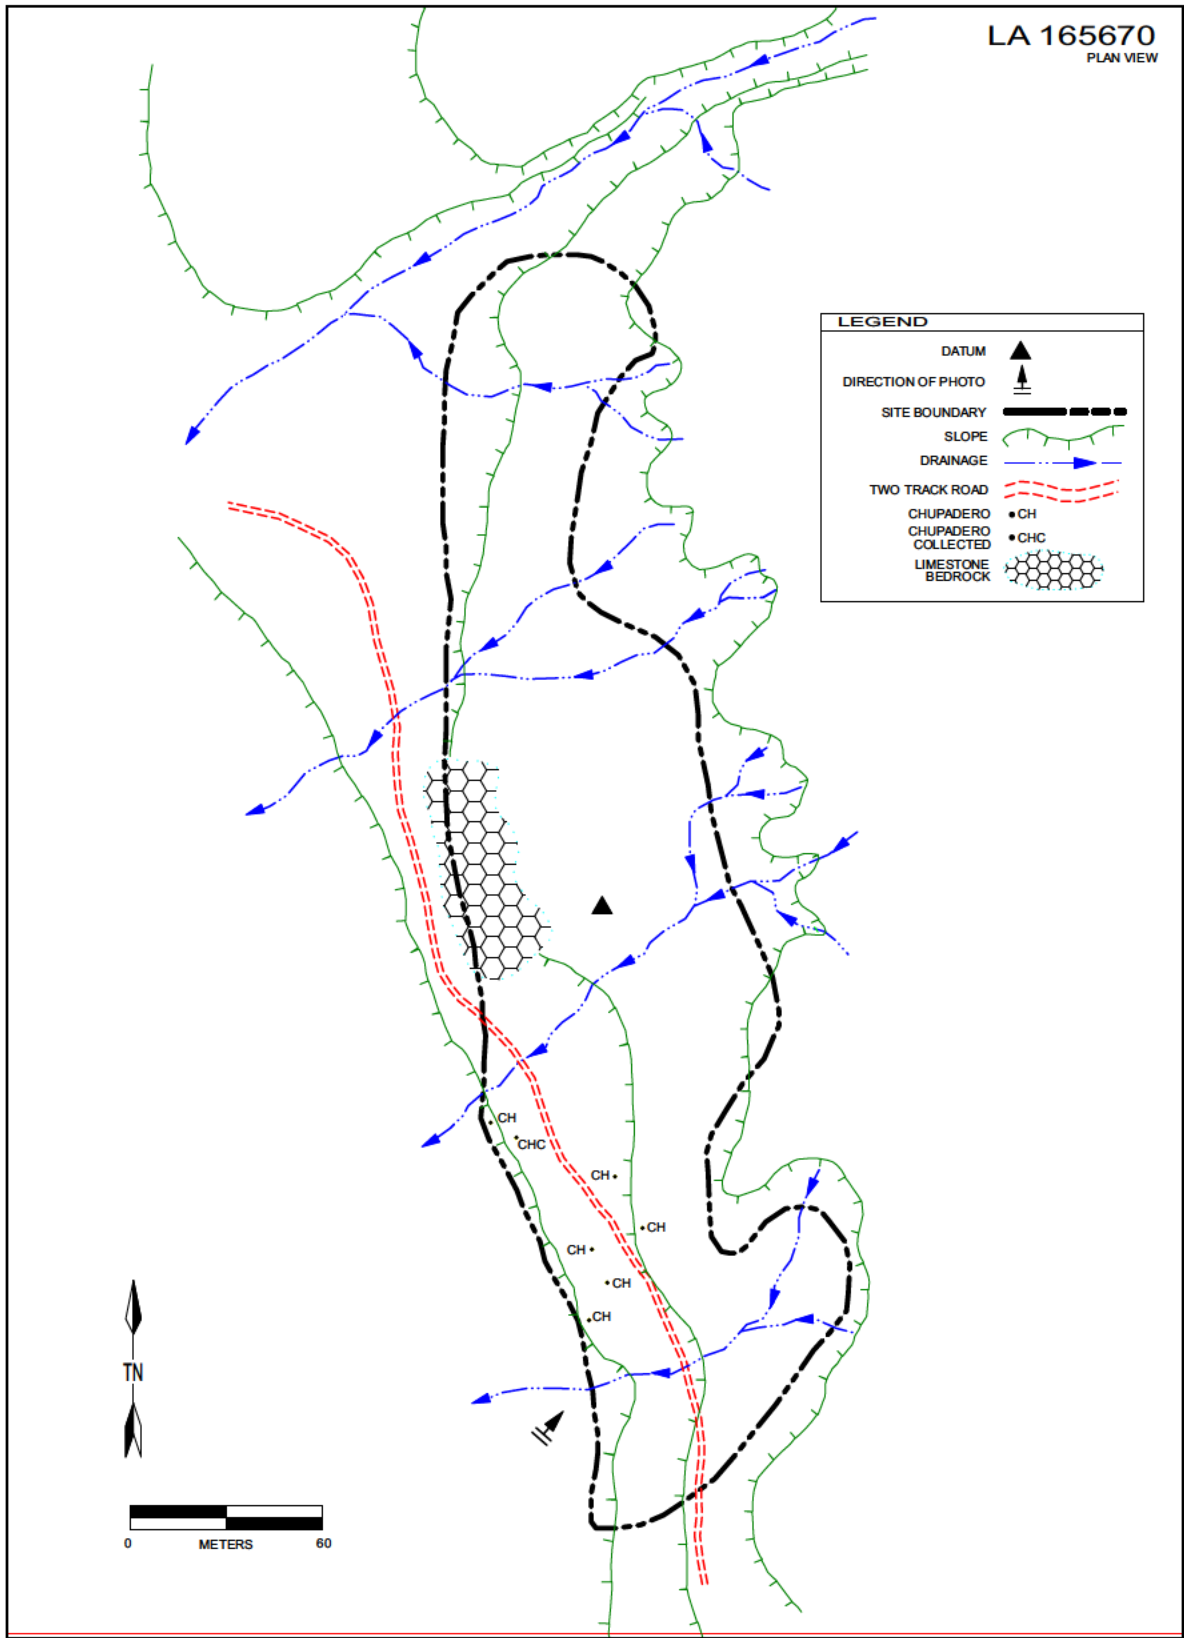 LA 165670
PLAN VIEW
LEGEND
DATUM
DIRECTION OF PHOTO
SITE BOUNDARY
SLOPE
DRAINAGE
TWO TRACK ROAD
CHUPADERO CH
CHUPADERO
COLLECTED CHC
LIMESTONE
BEDROCK
CH
CHC
CH
CH
CH
CH
CH
TN
0 METERS 60